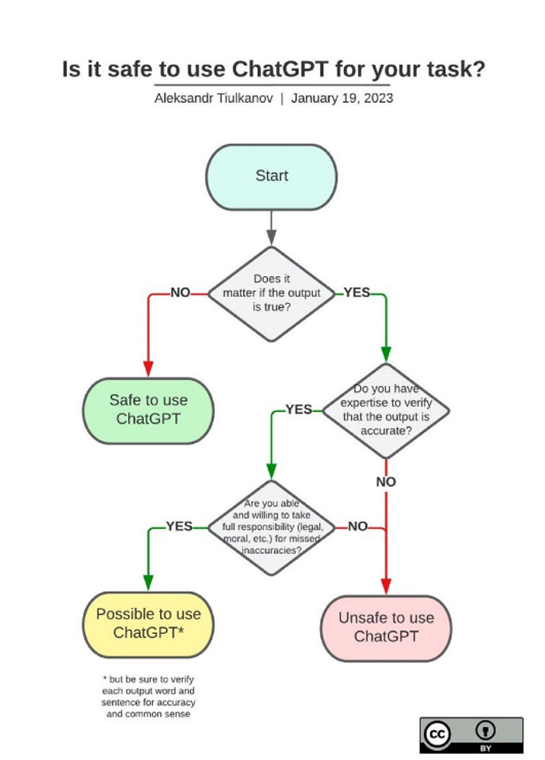 Is it safe to use ChatGPT for your task?
Aleksandr Tiulkanov | January 19, 2023
Start
Does it
matter if the output
is true?
NO
YES
Safe to use
ChatGPT
Do you have
expertise to verify
that the output is
accurate?
YES
NO
Are you able
and willing to take
full responsibility (legal,
moral, etc.) for missed
inaccuracies?
YES
NO
Possible to use
ChatGPT*
Unsafe to use
ChatGPT
* but be sure to verify
each output word and
sentence for accuracy
and common sense
cc
BY